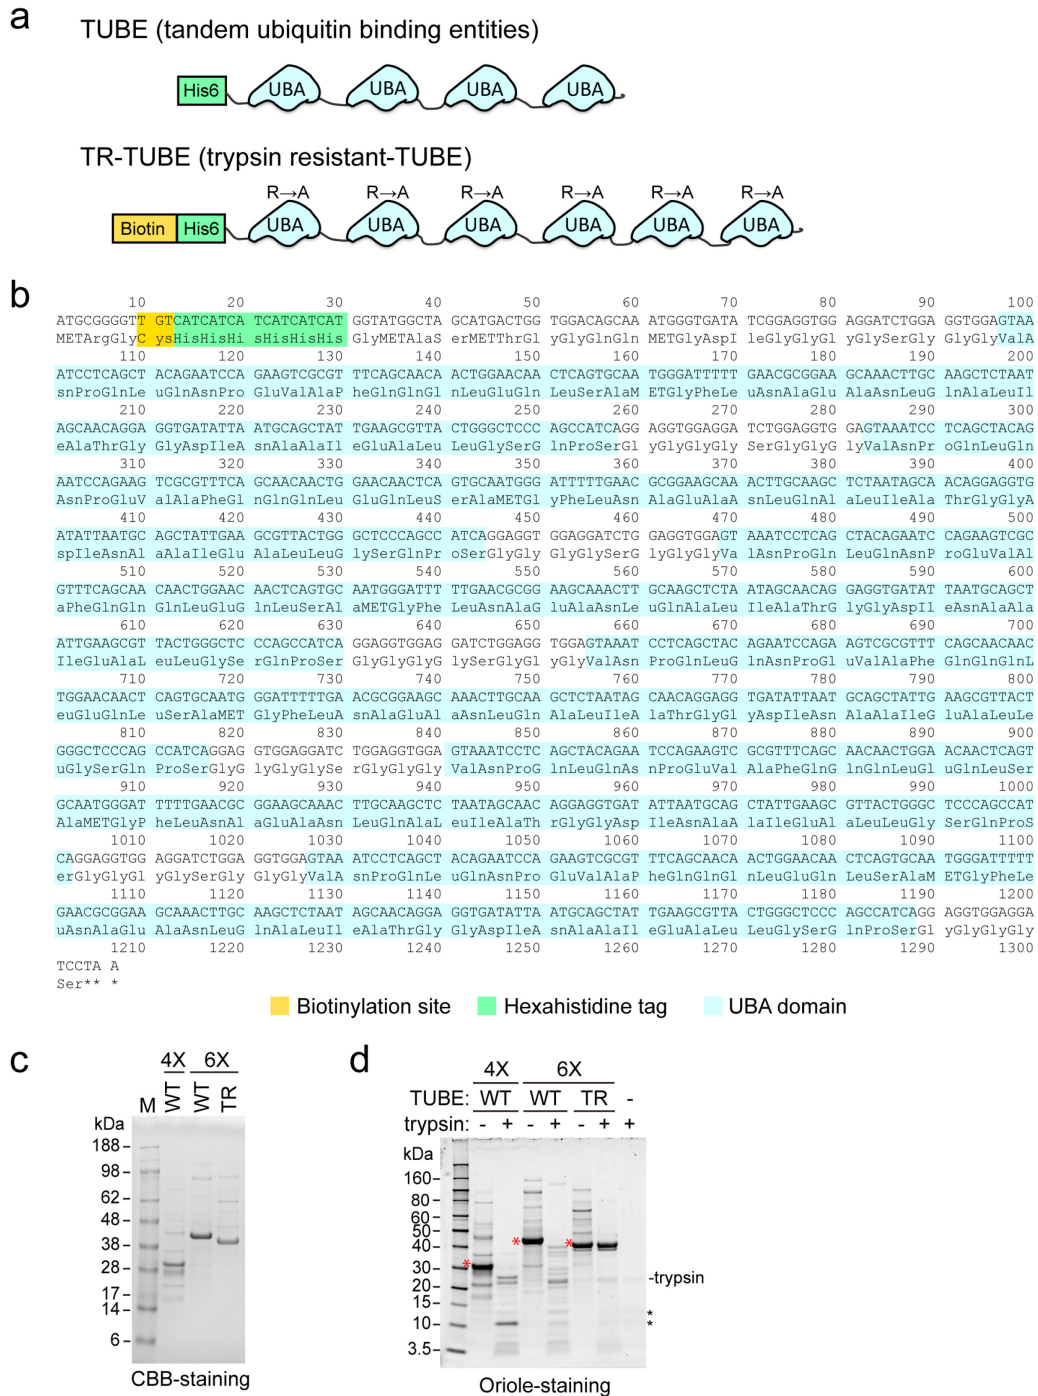 a
TUBE (tandem ubiquitin binding entities)
His6 UBA UBA UBA UBA
TR-TUBE (trypsin resistant-TUBE)
R→A R→A R→A R→A R→A R→A
Biotin His6 UBA UBA UBA UBA UBA UBA
b
10 20 30 40 50 60 70 80 90 100
ATGCGGGGTT GTCATCATCA TCATCATCAT GGTATGGCTA GCATGACTGG TGGACAGCAA ATGGGTGATA TCGGAGGTGG AGGATCTGGA GGTGGAGTAA
METArgGlyC ysHisHisHi sHisHisHis GlyMETAlaS erMETThrGl yGlyGlnGln METGlyAspI leGlyGlyGl yGlySerGly GlyGlyValA
110 120 130 140 150 160 170 180 190 200
ATCCTCAGCT ACAGAATCCA GAAGTCGCGT TTCAGCAACA ACTGGAACAA CTCAGTGCAA TGGGATTTTT GAACGCGGAA GCAAACTTGC AAGCTCTAAT
snProGlnLe uGlnAsnPro GluValAlaP heGlnGlnGl nLeuGluGln LeuSerAlaM ETGlyPheLe uAsnAlaGlu AlaAsnLeuG lnAlaLeuIl
210 220 230 240 250 260 270 280 290 300
AGCAACAGGA GGTGATATTA ATGCAGCTAT TGAAGCGTTA CTGGGCTCCC AGCCATCAGG AGGTGGAGGA TCTGGAGGTG GAGTAAATCC TCAGCTACAG
eAlaThrGly GlyAspIleA snAlaAlaIl eGluAlaLeu LeuGlySerG lnProSerGl yGlyGlyGly SerGlyGlyG lyValAsnPr oGlnLeuGln
310 320 330 340 350 360 370 380 390 400
AATCCAGAAG TCGCGTTTCA GCAACAACTG GAACAACTCA GTGCAATGGG ATTTTTGAAC GCGGAAGCAA ACTTGCAAGC TCTAATAGCA ACAGGAGGTG
AsnProGluV alAlaPheGl nGlnGlnLeu GluGlnLeuS erAlaMETGl yPheLeuAsn AlaGluAlaA snLeuGlnAl aLeuIleAla ThrGlyGlyA
410 420 430 440 450 460 470 480 490 500
ATATTAATGC AGCTATTGAA GCGTTACTGG GCTCCCAGCC ATCAGGAGGT GGAGGATCTG GAGGTGGAGT AAATCCTCAG CTACAGAATC CAGAAGTCGC
spIleAsnAl aAlaIleGlu AlaLeuLeuG lySerGlnPr oSerGlyGly GlyGlySerG lyGlyGlyVa lAsnProGln LeuGlnAsnP roGluValAl
510 520 530 540 550 560 570 580 590 600
GTTTCAGCAA CAACTGGAAC AACTCAGTGC AATGGGATTT TTGAACGCGG AAGCAAACTT GCAAGCTCTA ATAGCAACAG GAGGTGATAT TAATGCAGCT
aPheGlnGln GlnLeuGluG lnLeuSerAl aMETGlyPhe LeuAsnAlaG luAlaAsnLe uGlnAlaLeu IleAlaThrG lyGlyAspIl eAsnAlaAla
610 620 630 640 650 660 670 680 690 700
ATTGAAGCGT TACTGGGCTC CCAGCCATCA GGAGGTGGAG GATCTGGAGG TGGAGTAAAT CCTCAGCTAC AGAATCCAGA AGTCGCGTTT CAGCAACAAC
IleGluAlaL euLeuGlySe rGlnProSer GlyGlyGlyG lySerGlyGl yGlyValAsn ProGlnLeuG lnAsnProGl uValAlaPhe GlnGlnGlnL
710 720 730 740 750 760 770 780 790 800
TGGAACAACT CAGTGCAATG GGATTTTTGA ACGCGGAAGC AAACTTGCAA GCTCTAATAG CAACAGGAGG TGATATTAAT GCAGCTATTG AAGCGTTACT
euGluGlnLe uSerAlaMET GlyPheLeuA snAlaGluAl aAsnLeuGln AlaLeuIleA laThrGlyGl yAspIleAsn AlaAlaIleG luAlaLeuLe
810 820 830 840 850 860 870 880 890 900
GGGCTCCCAG CCATCAGGAG GTGGAGGATC TGGAGGTGGA GTAAATCCTC AGCTACAGAA TCCAGAAGTC GCGTTTCAGC AACAACTGGA ACAACTCAGT
uGlySerGln ProSerGlyG lyGlyGlySe rGlyGlyGly ValAsnProG lnLeuGlnAs nProGluVal AlaPheGlnG lnGlnLeuGl uGlnLeuSer
910 920 930 940 950 960 970 980 990 1000
GCAATGGGAT TTTTGAACGC GGAAGCAAAC TTGCAAGCTC TAATAGCAAC AGGAGGTGAT ATTAATGCAG CTATTGAAGC GTTACTGGGC TCCCAGCCAT
AlaMETGlyP heLeuAsnAl aGluAlaAsn LeuGlnAlaL euIleAlaTh rGlyGlyAsp IleAsnAlaA laIleGluAl aLeuLeuGly SerGlnProS
1010 1020 1030 1040 1050 1060 1070 1080 1090 1100
CAGGAGGTGG AGGATCTGGA GGTGGAGTAA ATCCTCAGCT ACAGAATCCA GAAGTCGCGT TTCAGCAACA ACTGGAACAA CTCAGTGCAA TGGGATTTTT
erGlyGlyGl yGlySerGly GlyGlyValA snProGlnLe uGlnAsnPro GluValAlaP heGlnGlnGl nLeuGluGln LeuSerAlaM ETGlyPheLe
1110 1120 1130 1140 1150 1160 1170 1180 1190 1200
GAACGCGGAA GCAAACTTGC AAGCTCTAAT AGCAACAGGA GGTGATATTA ATGCAGCTAT TGAAGCGTTA CTGGGCTCCC AGCCATCAGG AGGTGGAGGA
uAsnAlaGlu AlaAsnLeuG lnAlaLeuIl eAlaThrGly GlyAspIleA snAlaAlaIl eGluAlaLeu LeuGlySerG lnProSerGl yGlyGlyGly
1210 1220 1230 1240 1250 1260 1270 1280 1290 1300
TCCTAA A
Ser** *
Biotinylation site Hexahistidine tag UBA domain
c
4X 6X
M WT WT TR
kDa
188
98
62
48
38
28
17
14
6
CBB-staining
d
4X 6X
TUBE: WT WT TR -
trypsin: - + - + - + +
kDa
160
80
60
50
40
30
20
15
10
3.5
* * *
-trypsin
*
*
Oriole-staining